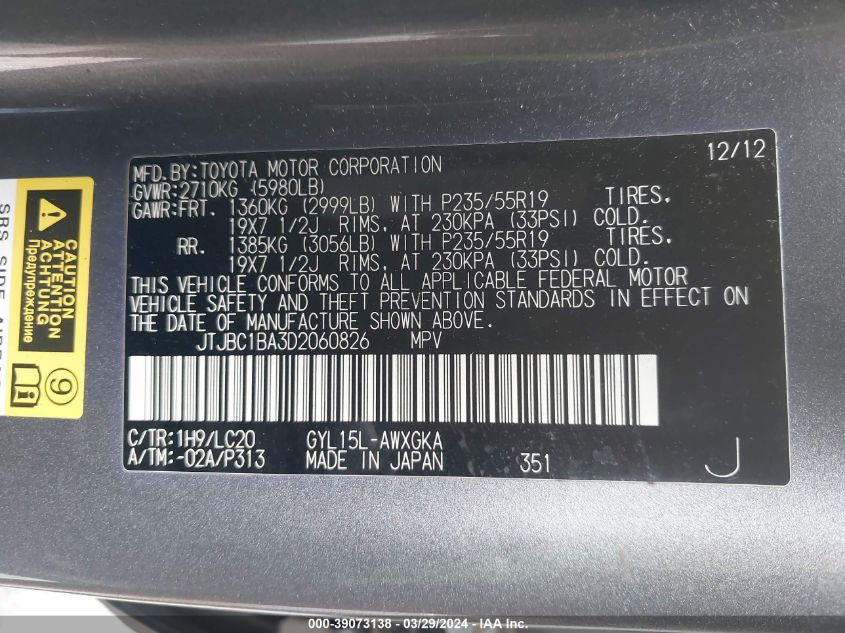 12/12
MFD. BY: TOYOTA MOTOR CORPORATION
GVWR: 2710KG (5980LB)
GAWR: FRT. 1360KG (2999LB) WITH P235/55R19 TIRES.
19X7 1/2J RIMS, AT 230KPA (33PSI) COLD.
RR. 1385KG (3056LB) WITH P235/55R19 TIRES.
19X7 1/2J RIMS, AT 230KPA (33PSI) COLD.
THIS VEHICLE CONFORMS TO ALL APPLICABLE FEDERAL MOTOR
VEHICLE SAFETY AND THEFT PREVENTION STANDARDS IN EFFECT ON
THE DATE OF MANUFACTURE SHOWN ABOVE.
JTJBC1BA3D2060826 MPV
C/TR: 1H9/LC20 GYL15L-AWXGKA
A/TM: -02A/P313 MADE IN JAPAN 351 J
CAUTION
ATTENTION
ACHTUNG
Предупреждение
9
SRS SIDE
000-39073138 - 03/29/2024 - IAA Inc.